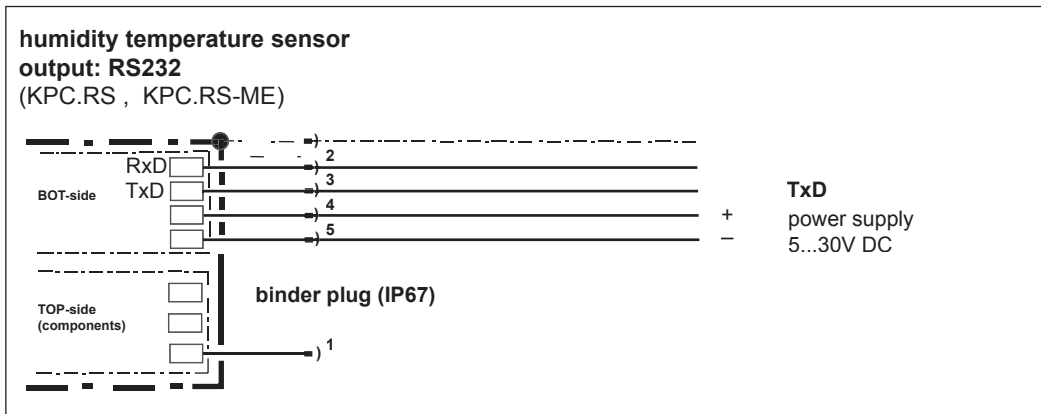 humidity temperature sensor
output: RS232
(KPC.RS , KPC.RS-ME)
RxD
2
TxD
3
TxD
BOT-side
4
+
power supply
5
–
5...30V DC
binder plug (IP67)
TOP-side
(components)
1